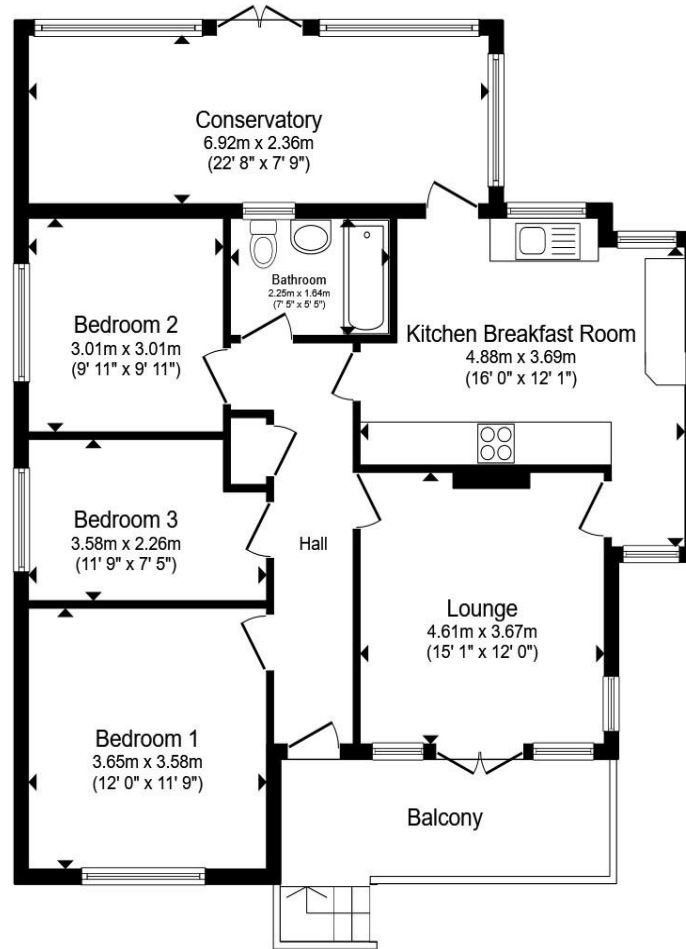 Conservatory
6.92m x 2.36m
(22' 8" x 7' 9")
Bathroom
2.25m x 1.64m
(7' 5" x 5' 5")
Bedroom 2
3.01m x 3.01m
(9' 11" x 9' 11")
Kitchen Breakfast Room
4.88m x 3.69m
(16' 0" x 12' 1")
Bedroom 3
3.58m x 2.26m
(11' 9" x 7' 5")
Hall
Lounge
4.61m x 3.67m
(15' 1" x 12' 0")
Bedroom 1
3.65m x 3.58m
(12' 0" x 11' 9")
Balcony